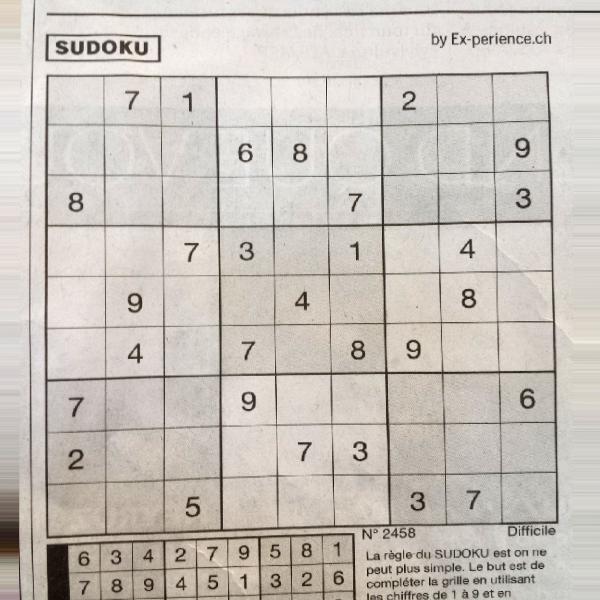 SUDOKU
by Ex-perience.ch
7 1 2
6 8 9
8 7 3
7 3 1 4
9 4 8
4 7 8 9
7 9 6
2 7 3
5 3 7
N° 2458 Difficile
6 3 4 2 7 9 5 8 1
7 8 9 4 5 1 3 2 6
La règle du SUDOKU est on ne
peut plus simple. Le but est de
compléter la grille en utilisant
les chiffres de 1 à 9 et en